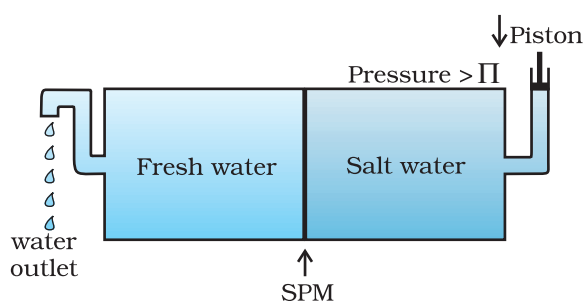 Piston
Pressure > Π
Fresh water
Salt water
water
outlet
SPM